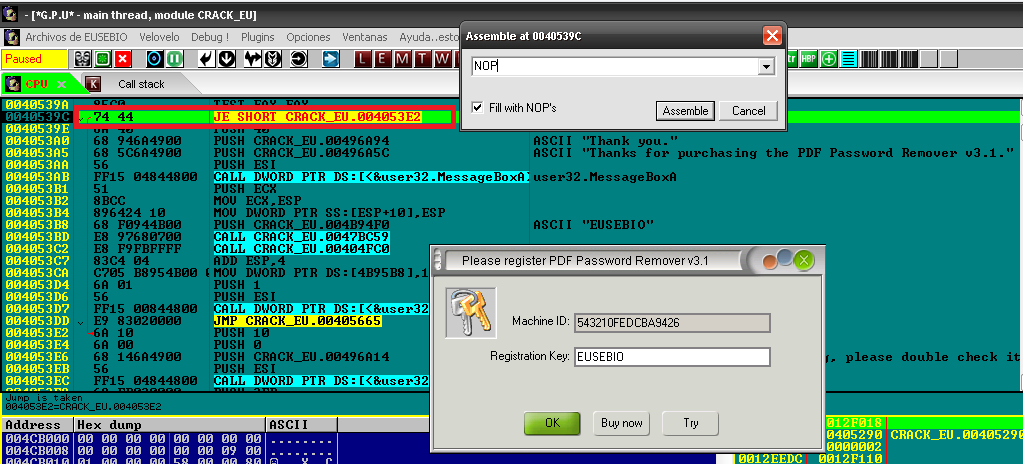 - [*G.P.U* - main thread, module CRACK_EU]
Archivos de EUSEBIO Velovelo Debug ! Plugins Opciones Ventanas Ayuda..esto
Paused
L E M T W
HBP
CPU
K Call stack
0040539A 85C0 TEST EAX,EAX
0040539C 74 44 JE SHORT CRACK_EU.004053E2
0040539E 6A 40 PUSH 40
004053A0 68 946A4900 PUSH CRACK_EU.00496A94 ASCII "Thank you."
004053A5 68 5C6A4900 PUSH CRACK_EU.00496A5C ASCII "Thanks for purchasing the PDF Password Remover v3.1."
004053AA 56 PUSH ESI
004053AB FF15 04844800 CALL DWORD PTR DS:[<&user32.MessageBoxA] user32.MessageBoxA
004053B1 51 PUSH ECX
004053B2 8BCC MOV ECX,ESP
004053B4 896424 10 MOV DWORD PTR SS:[ESP+10],ESP
004053B8 68 F0944B00 PUSH CRACK_EU.004B94F0 ASCII "EUSEBIO"
004053BD E8 97680700 CALL CRACK_EU.0047BC59
004053C2 E8 F9FBFFFF CALL CRACK_EU.00404FC0
004053C7 83C4 04 ADD ESP,4
004053CA C705 B8954B00 MOV DWORD PTR DS:[4B95B8],1
004053D4 6A 01 PUSH 1
004053D6 56 PUSH ESI
004053D7 FF15 00844800 CALL DWORD PTR DS:[<&user32.
004053DD E9 83020000 JMP CRACK_EU.00405665
004053E2 6A 10 PUSH 10
004053E4 6A 00 PUSH 0
004053E6 68 146A4900 PUSH CRACK_EU.00496A14 , please double check it
004053EB 56 PUSH ESI
004053EC FF15 04844800 CALL DWORD PTR DS:[<&user32.
Jump is taken
004053E2=CRACK_EU.004053E2
Address Hex dump ASCII
004CB000 00 00 00 00 00 00 00 00 ........
004CB008 00 00 00 00 00 00 09 00
004CB010 01 00 00 00 58 00 00 80
0012F018
00405290 CRACK_EU.00405290
0000002
0012EEDC 0012F110
Assemble at 0040539C
NOP
Fill with NOP's
Assemble
Cancel
Please register PDF Password Remover v3.1
Machine ID: 543210FEDCBA9426
Registration Key: EUSEBIO
OK
Buy now
Try